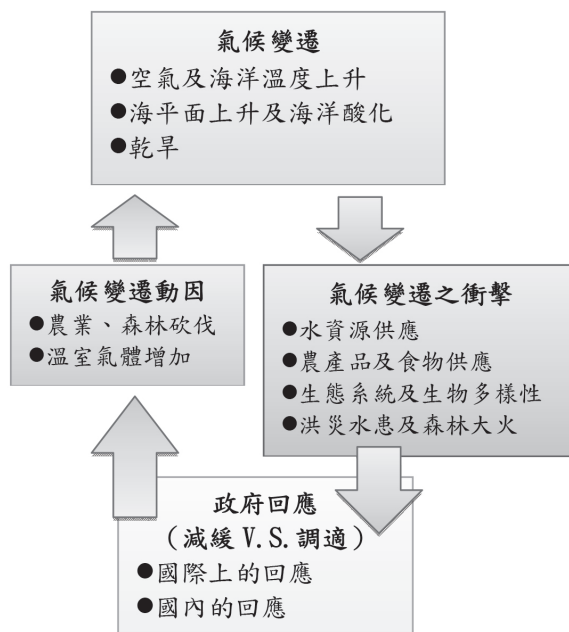 氣候變遷
●空氣及海洋溫度上升
●海平面上升及海洋酸化
●乾旱
氣候變遷動因
●農業、森林砍伐
●溫室氣體增加
氣候變遷之衝擊
●水資源供應
●農產品及食物供應
●生態系統及生物多樣性
●洪災水患及森林大火
政府回應
（減緩 V.S.調適）
●國際上的回應
●國內的回應